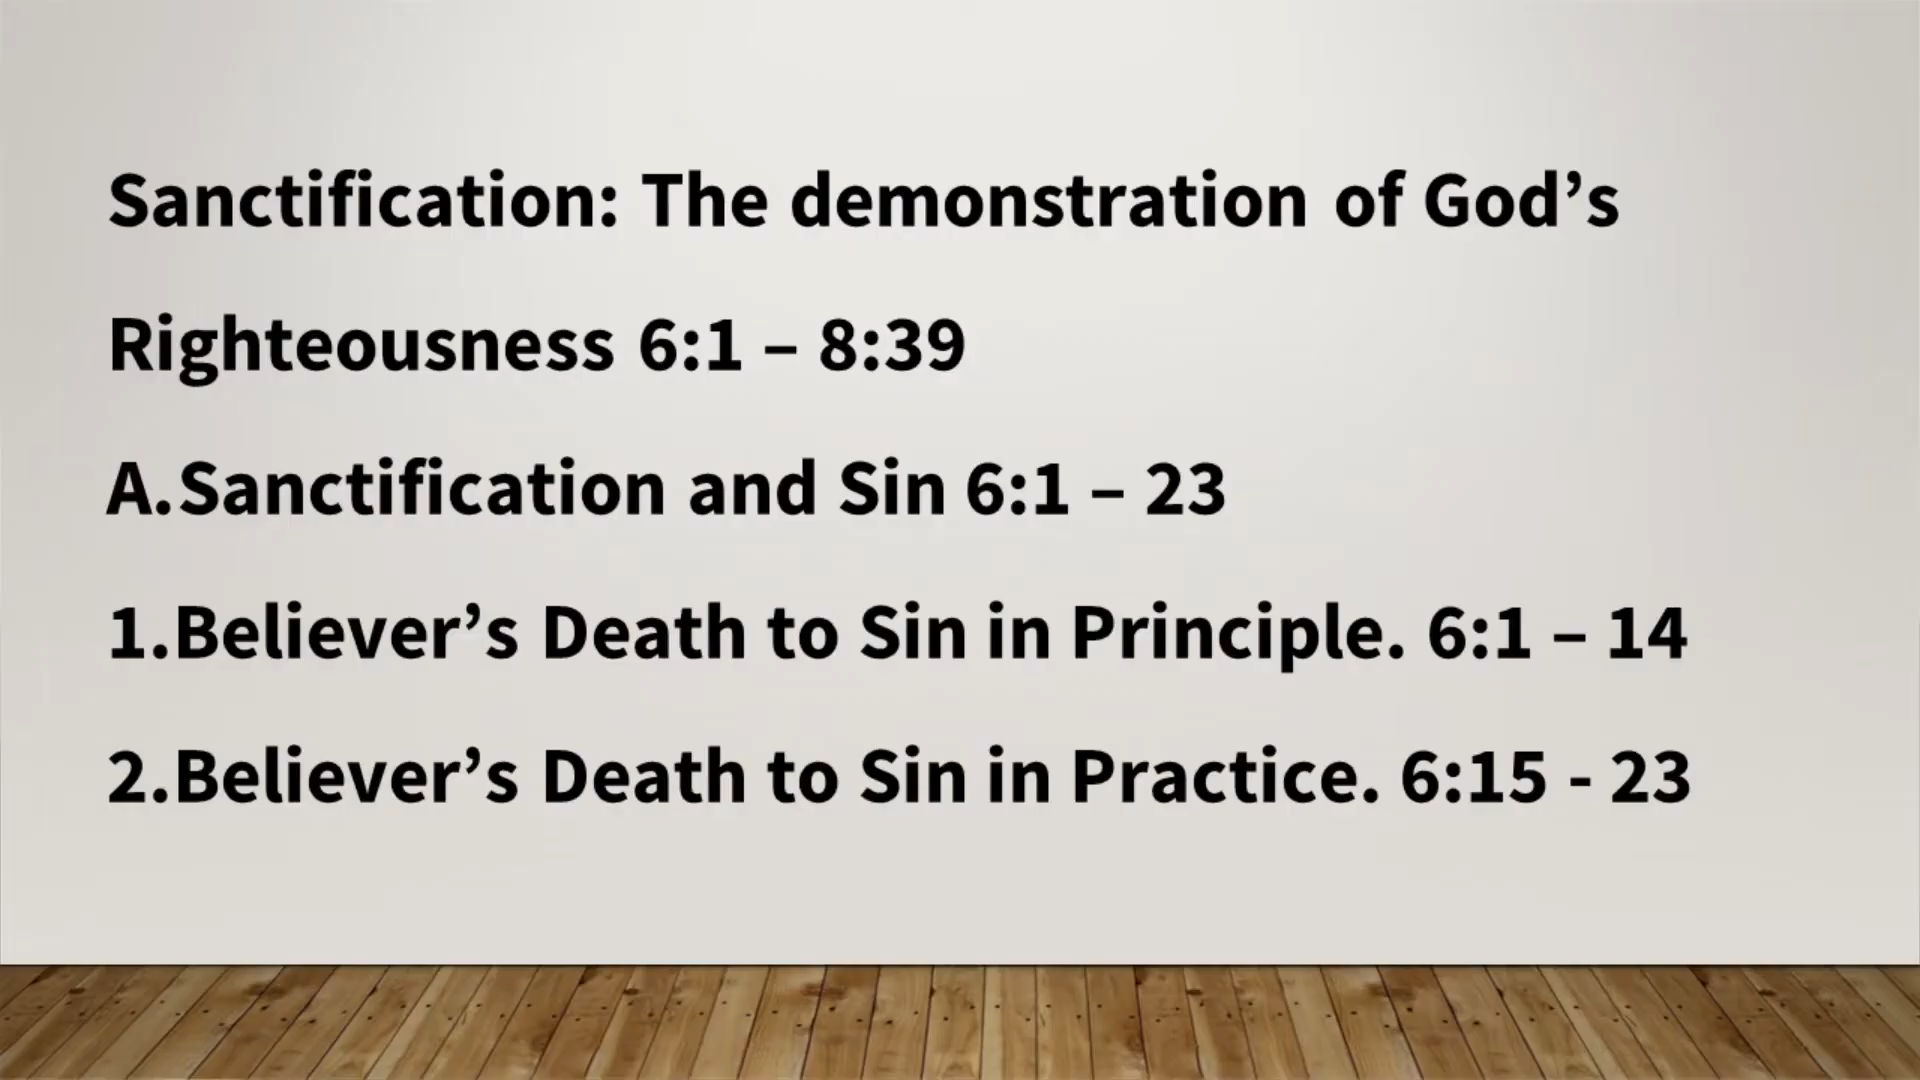 Sanctification: The demonstration of God’s
Righteousness 6:1 – 8:39
A.Sanctification and Sin 6:1 – 23
1.Believer’s Death to Sin in Principle. 6:1 – 14
2.Believer’s Death to Sin in Practice. 6:15 - 23